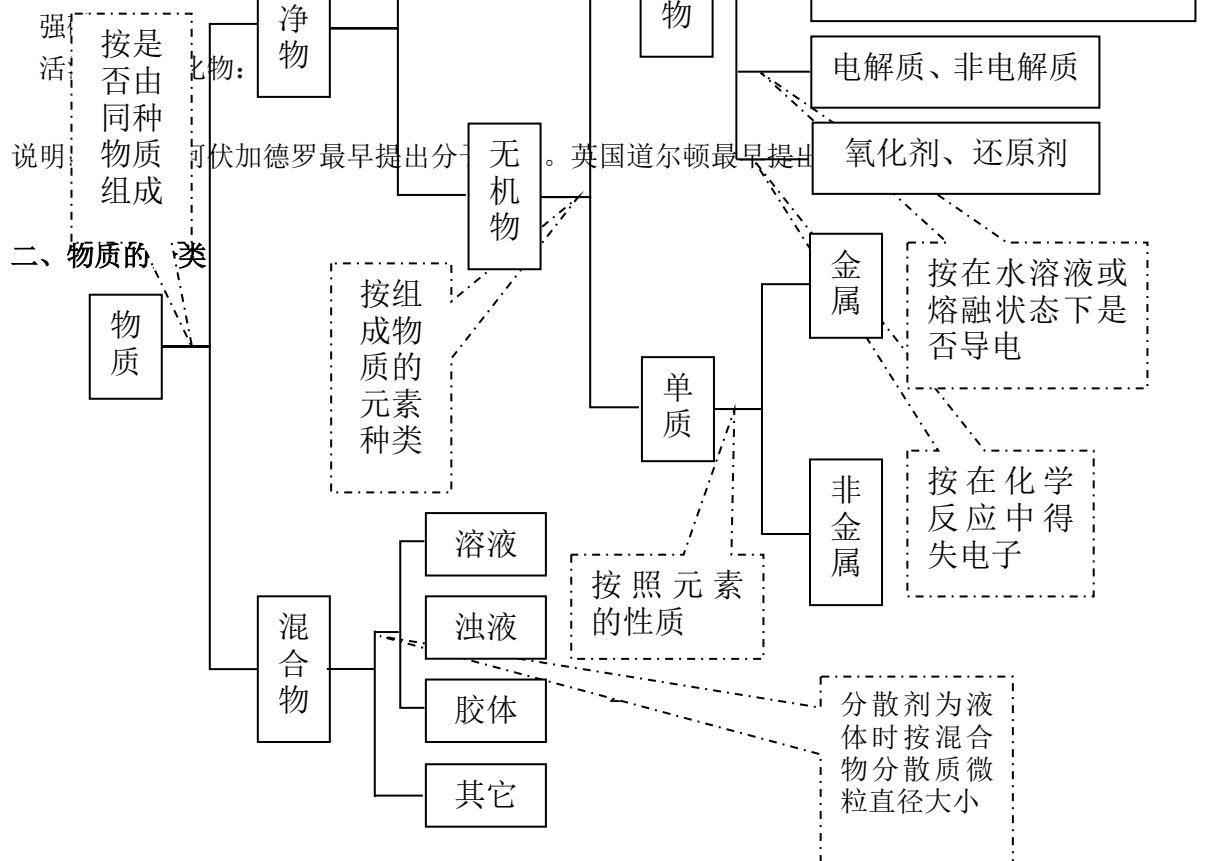 强
净物
物
按是
否由
同种
物质
组成
活
化物：
电解质、非电解质
说明
阿伏加德罗最早提出分子
。英国道尔顿最早提出
无机物
氧化剂、还原剂
二、物质的
类
物质
按组
成物
质的
元素
种类
金属
按在水溶液或
熔融状态下是
否导电
单质
非金属
按在化学
反应中得
失电子
溶液
按照元素
的性质
混合物
浊液
胶体
其它
分散剂为液
体时按混合
物分散质微
粒直径大小